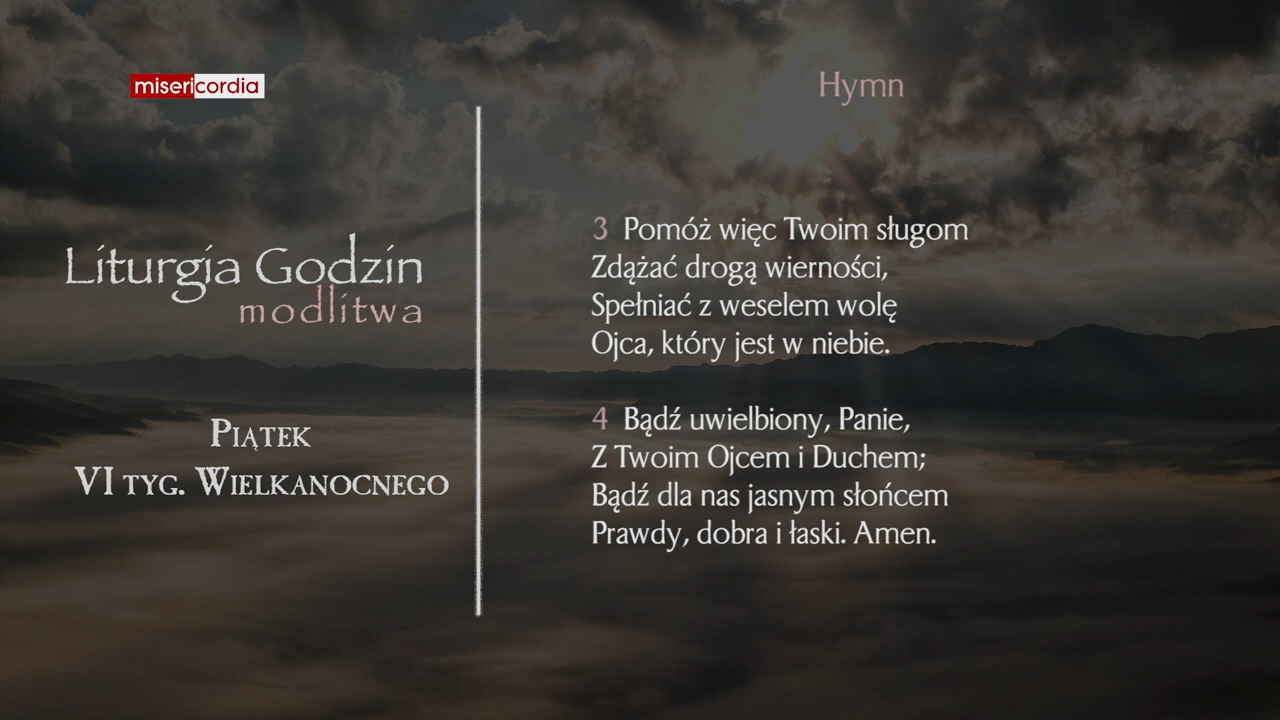 misericordia
Liturgia Godzin
modlitwa
Piątek
VI tyg. Wielkanocnego
Hymn
3 Pomóż więc Twoim sługom
Zdążać drogą wierności,
Spełniać z weselem wolę
Ojca, który jest w niebie.
4 Bądź uwielbiony, Panie,
Z Twoim Ojcem i Duchem;
Bądź dla nas jasnym słońcem
Prawdy, dobra i łaski. Amen.